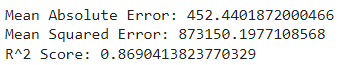 Mean Absolute Error: 452.4401872000466
Mean Squared Error: 873150.1977108568
R^2 Score: 0.8690413823770329